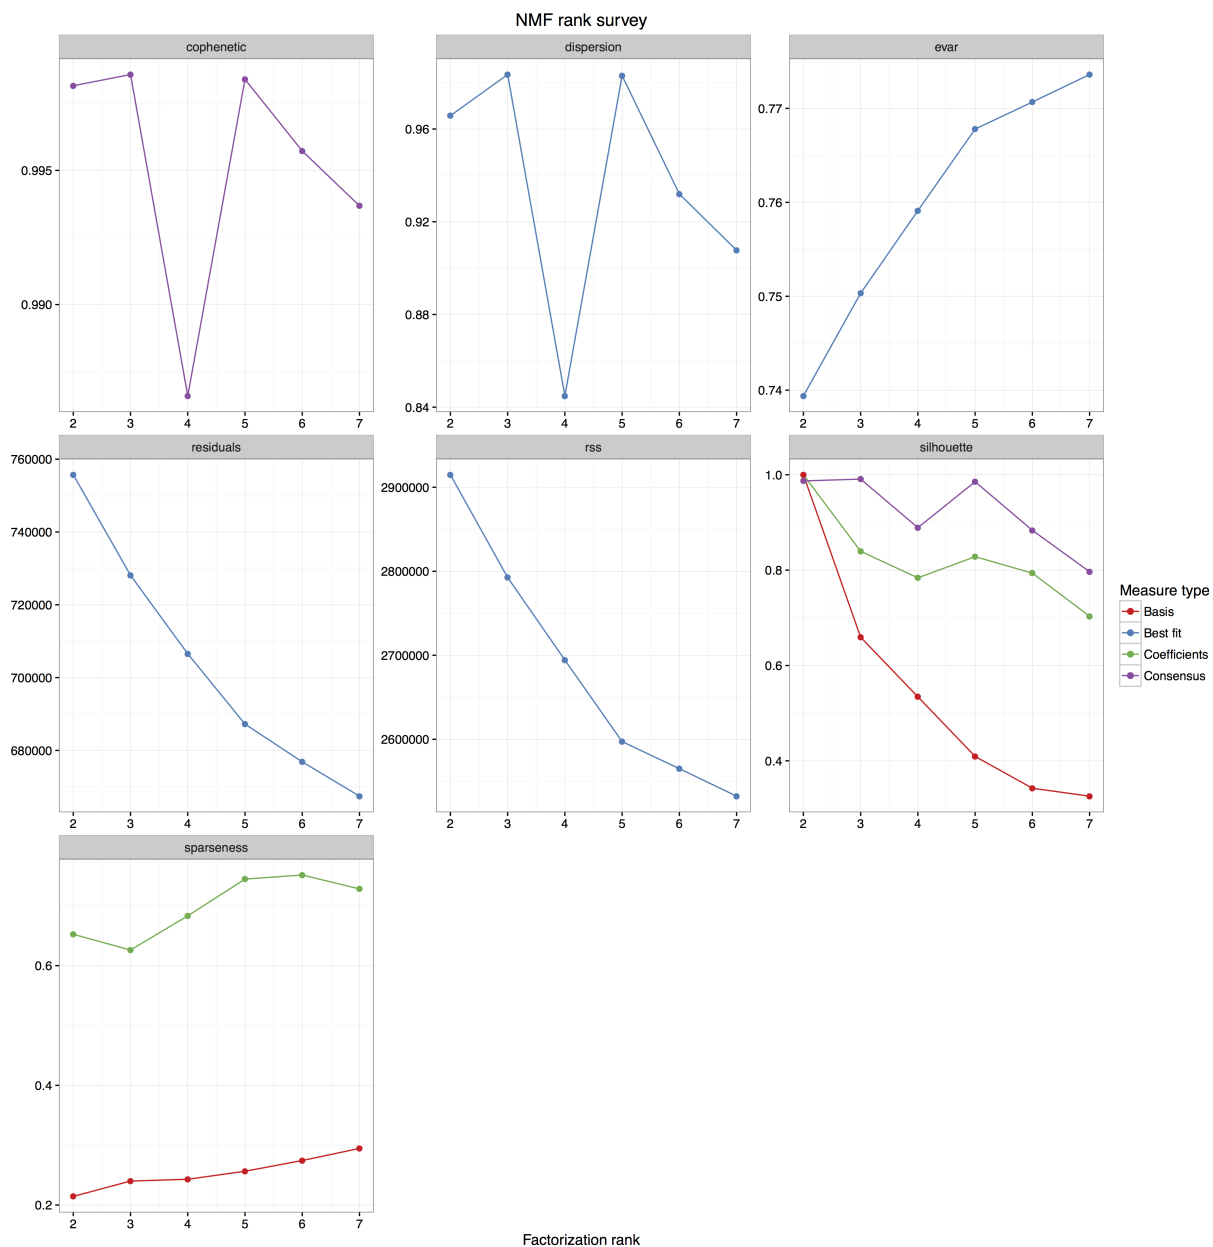 NMF rank survey
cophenetic
dispersion
evar
0.995
0.990
2 3 4 5 6 7
0.96
0.92
0.88
0.84
2 3 4 5 6 7
0.77
0.76
0.75
0.74
2 3 4 5 6 7
residuals
rss
silhouette
760000
740000
720000
700000
680000
2 3 4 5 6 7
2900000
2800000
2700000
2600000
2 3 4 5 6 7
1.0
0.8
0.6
0.4
2 3 4 5 6 7
Measure type
Basis
Best fit
Coefficients
Consensus
sparseness
0.6
0.4
0.2
2 3 4 5 6 7
Factorization rank